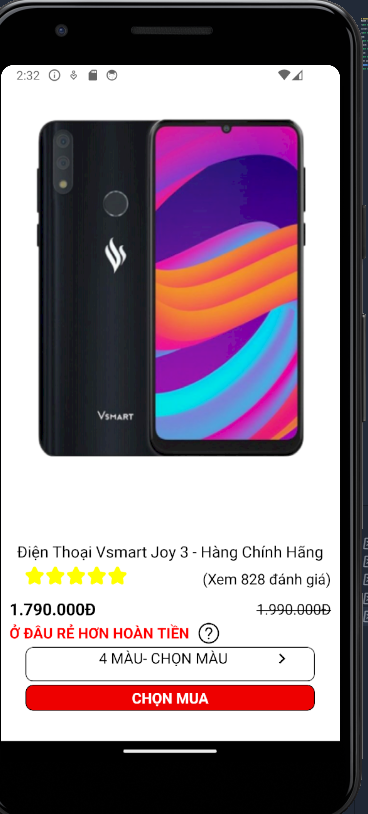 2:32
VSMART
Điện Thoại Vsmart Joy 3 - Hàng Chính Hãng
(Xem 828 đánh giá)
1.790.000Đ 1.990.000Đ
Ở ĐÂU RẺ HƠN HOÀN TIỀN ?
4 MÀU- CHỌN MÀU
CHỌN MUA